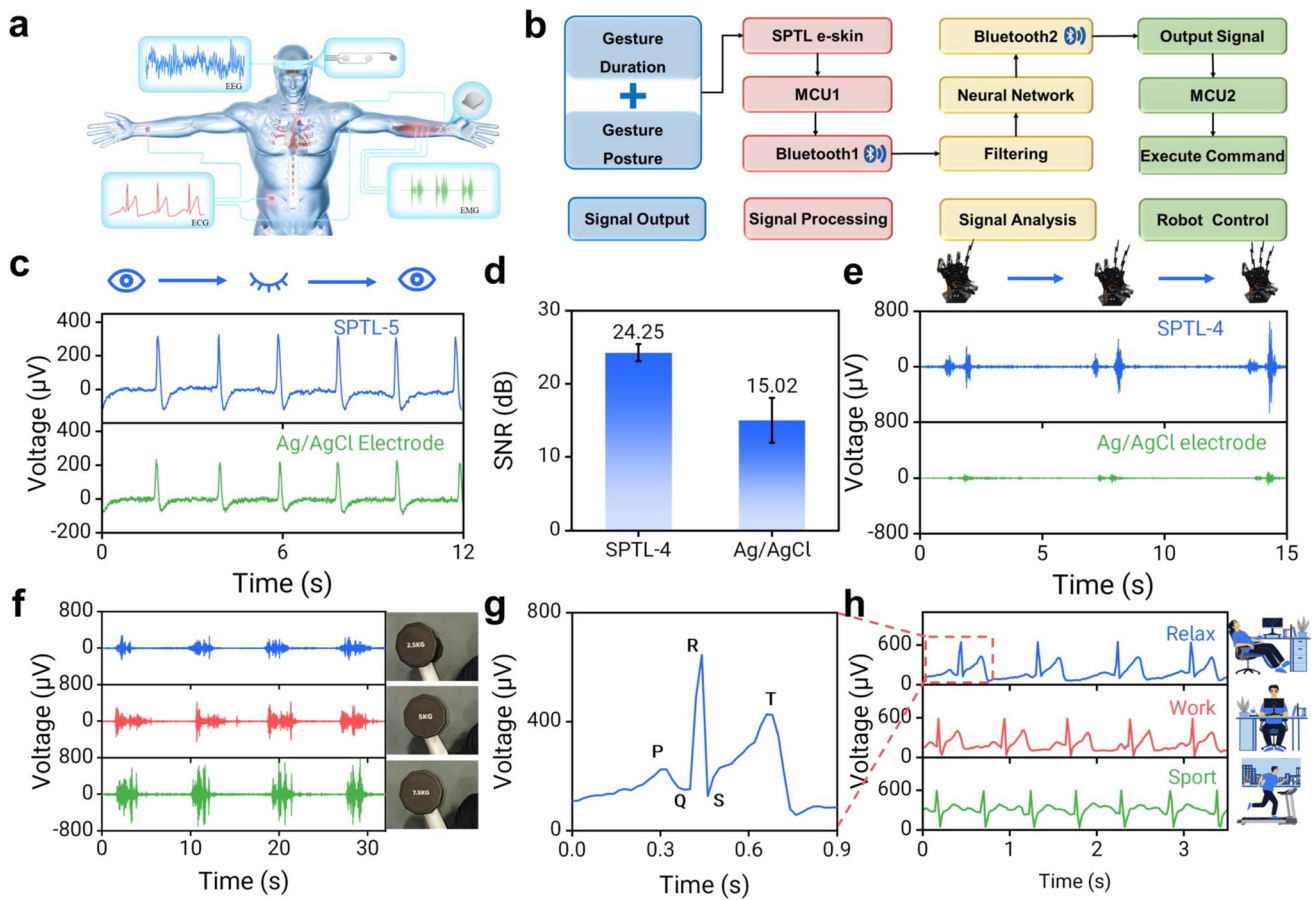 a
EEG
ECG
EMG
b
Gesture
Duration
Gesture
Posture
Signal Output
SPTL e-skin
MCU1
Bluetooth1
Signal Processing
Bluetooth2
Neural Network
Filtering
Signal Analysis
Output Signal
MCU2
Execute Command
Robot Control
c
SPTL-5
Ag/AgCl Electrode
400
200
0
400
200
0
-200
Voltage (μV)
0
6
12
Time (s)
d
30
20
10
0
SNR (dB)
24.25
15.02
SPTL-4
Ag/AgCl
e
800
0
800
0
-800
Voltage (μV)
SPTL-4
Ag/AgCl electrode
0
5
10
15
Time (s)
f
800
0
800
0
800
0
-800
Voltage (μV)
0
10
20
30
Time (s)
2.5KG
5KG
7.5KG
g
800
400
0
Voltage (μV)
P
Q
R
S
T
0.0
0.3
0.6
0.9
Time (s)
h
600
0
600
0
600
0
Voltage (μV)
Relax
Work
Sport
0
1
2
3
Time (s)